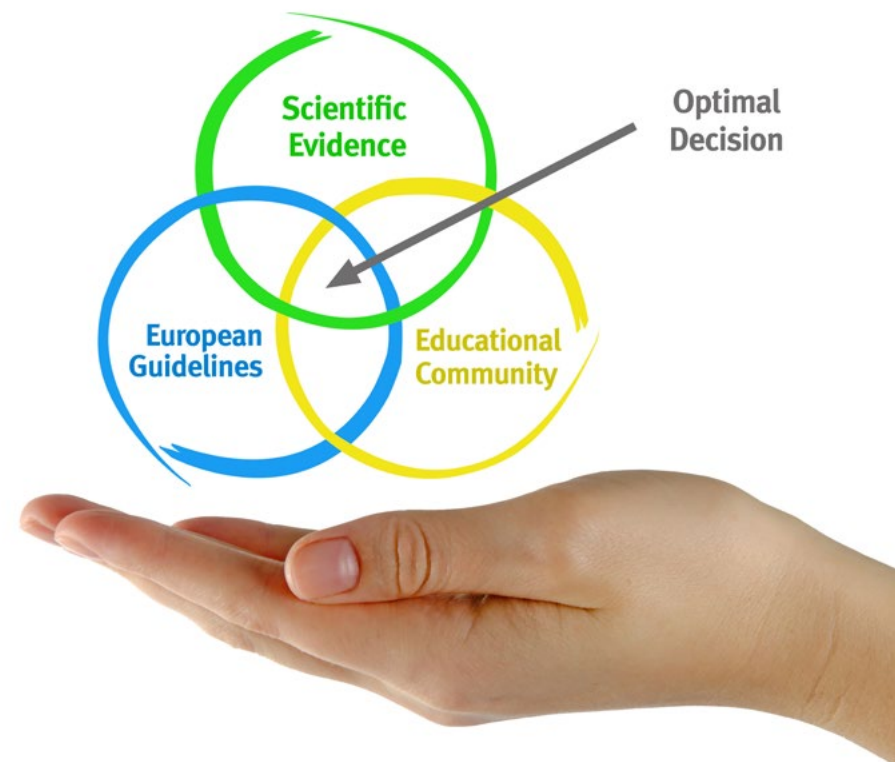 Scientific
Evidence
Optimal
Decision
European
Guidelines
Educational
Community